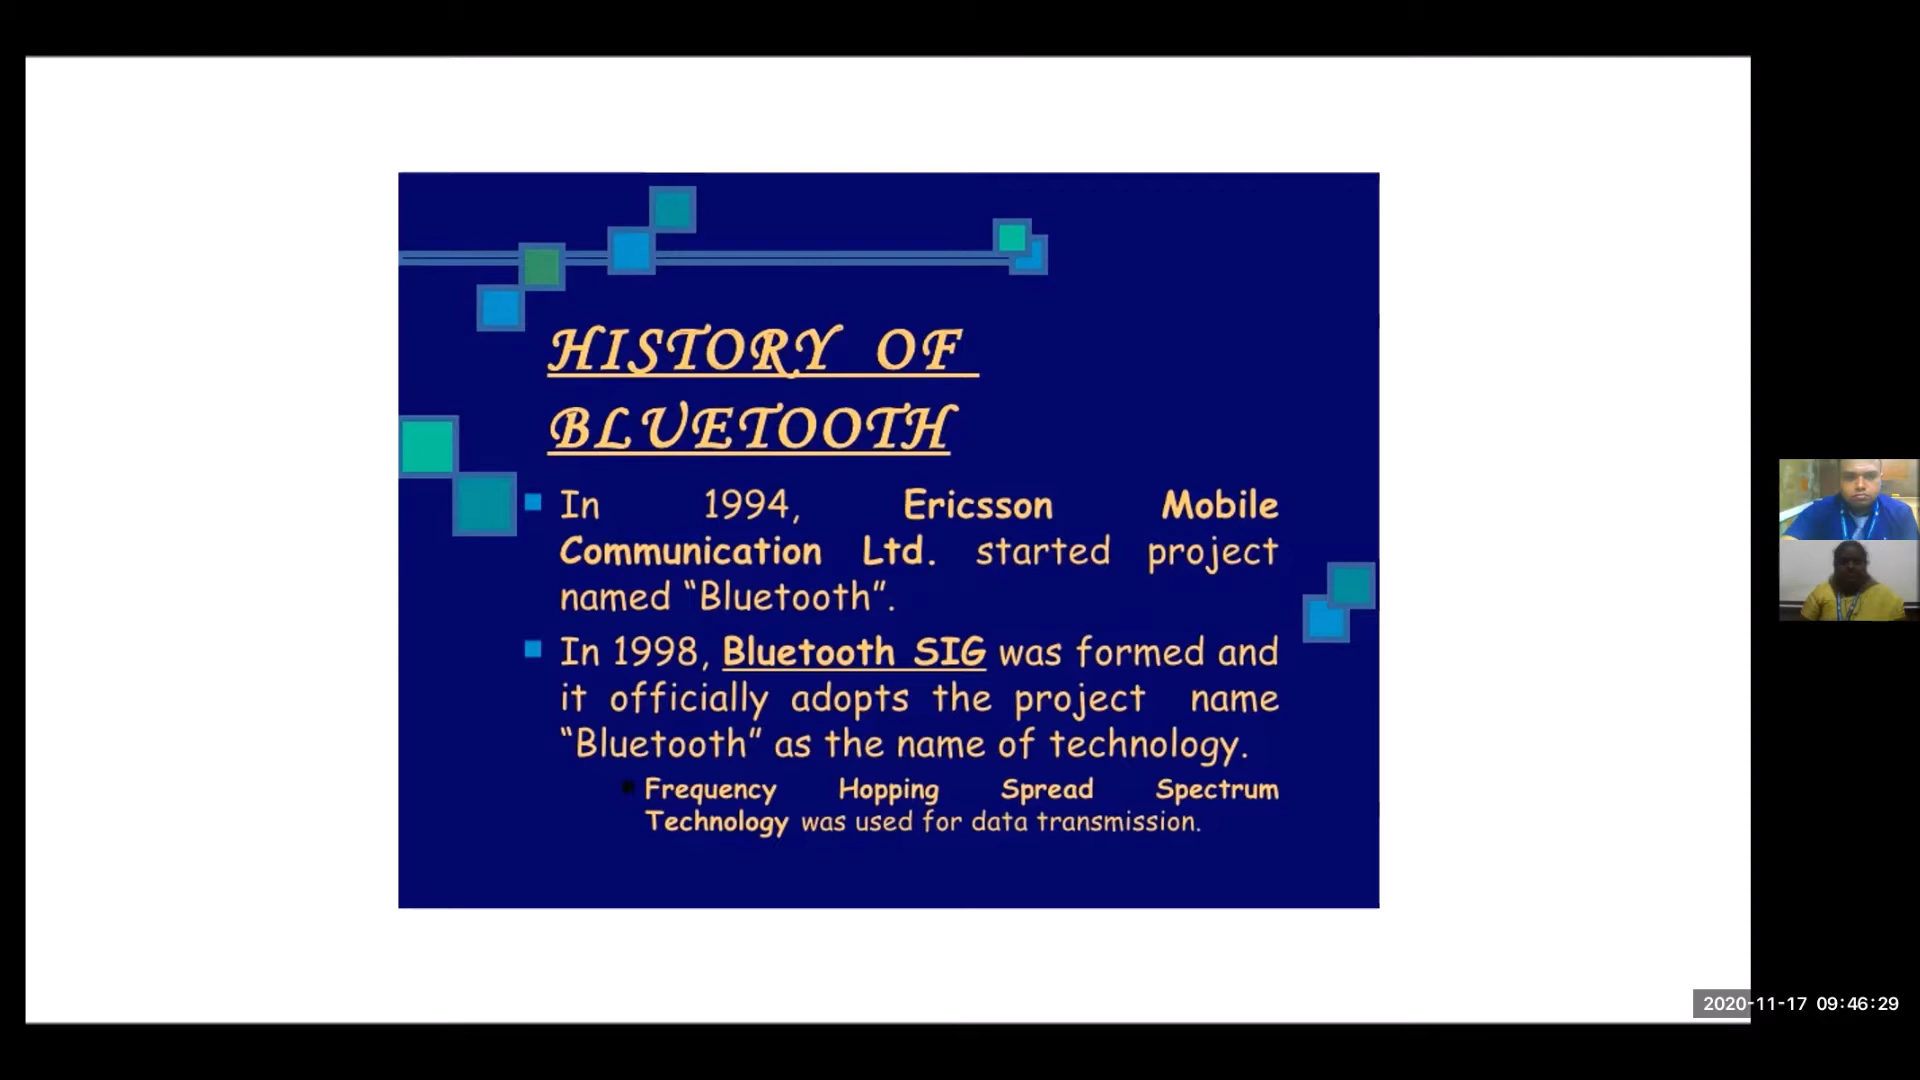 HISTORY OF
BLUETOOTH
In 1994, Ericsson Mobile
Communication Ltd. started project
named “Bluetooth”.
In 1998, Bluetooth SIG was formed and
it officially adopts the project name
“Bluetooth” as the name of technology.
Frequency Hopping Spread Spectrum
Technology was used for data transmission.
2020-11-17 09:46:29